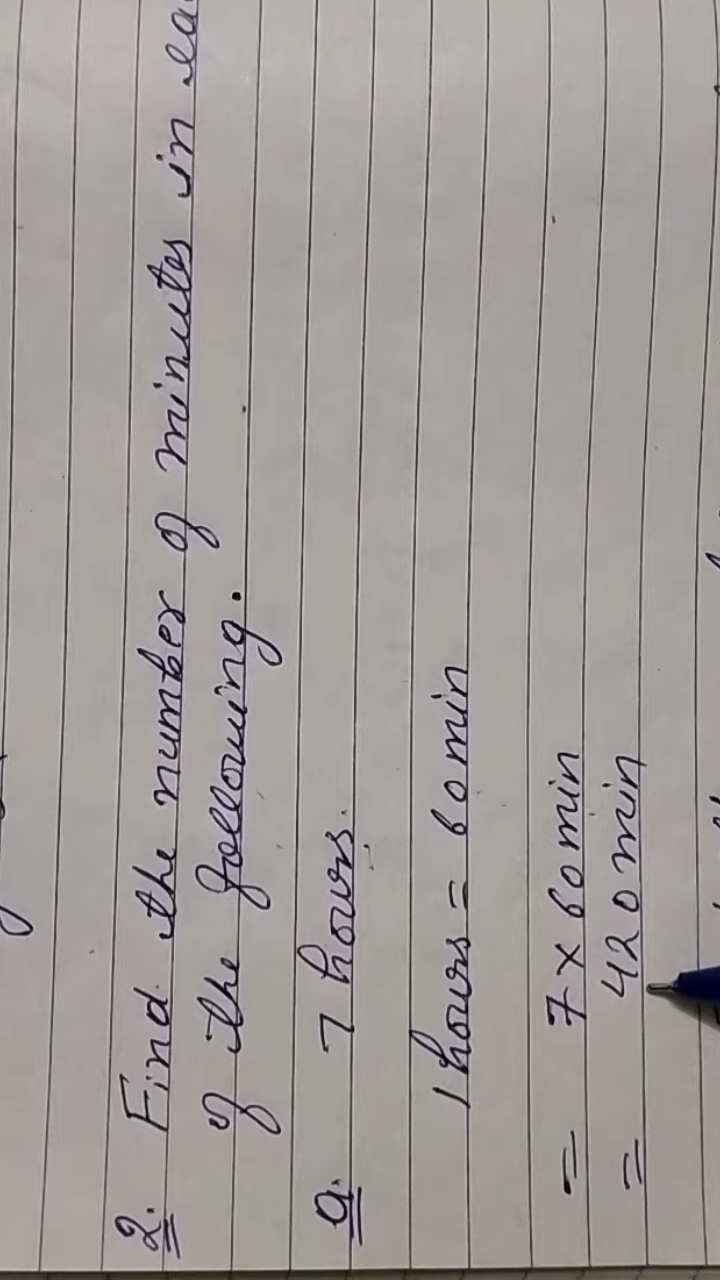 2. Find the number of minutes in
of the following.
a. 7 hours.
1 hours = 60 min
= 7 x 60 min
= 420 min